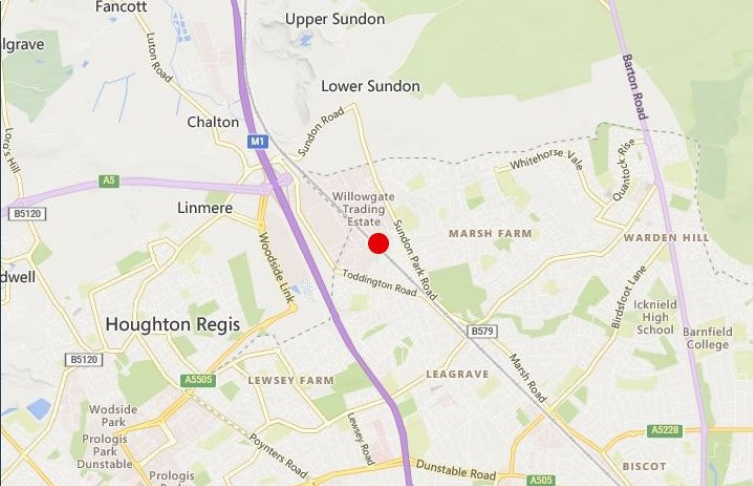 Fancott
Upper Sundon
lgrave
Luton Road
Barton Road
Lower Sundon
Chalton
Sundon Road
M1
Lora's Hill
Whitehorse Vale
Quantock Rise
A5
Willowgate
Trading
Estate
B5120
Linmere
Sundon Park Road
MARSH FARM
WARDEN HILL
Woodside Link
dwell
Toddington Road
Birdsfoot Lane
Icknield
High
School
Barnfield
College
Houghton Regis
B579
B5120
Marsh Road
A5505
LEWSEY FARM
LEAGRAVE
Wodside
Park
Prologis
Park
Dunstable
Lewsey Road
A5228
Poynters Road
Dunstable Road
BISCOT
Prologis
A505